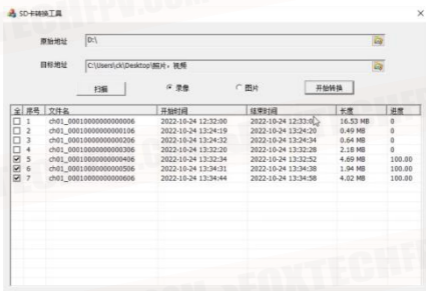 SD卡转换工具
原始地址 D:\
目标地址 C:\Users\ck\Desktop\照片，视频
扫描 录像 图片 开始转换
全 序号 文件名 开始时间 结束时间 长度 进度
1 ch01_00010000000000006 2022-10-24 12:32:00 2022-10-24 12:33:0 16.53 MB 0
2 ch01_00010000000000106 2022-10-24 13:24:19 2022-10-24 13:24:20 0.49 MB 0
3 ch01_00010000000000206 2022-10-24 13:24:32 2022-10-24 13:24:34 0.64 MB 0
4 ch01_00010000000000306 2022-10-24 13:32:20 2022-10-24 13:32:28 2.18 MB 0
5 ch01_00010000000000406 2022-10-24 13:32:34 2022-10-24 13:32:52 4.69 MB 100.00
6 ch01_00010000000000506 2022-10-24 13:34:31 2022-10-24 13:34:38 1.94 MB 100.00
7 ch01_00010000000000606 2022-10-24 13:34:44 2022-10-24 13:34:58 4.02 MB 100.00